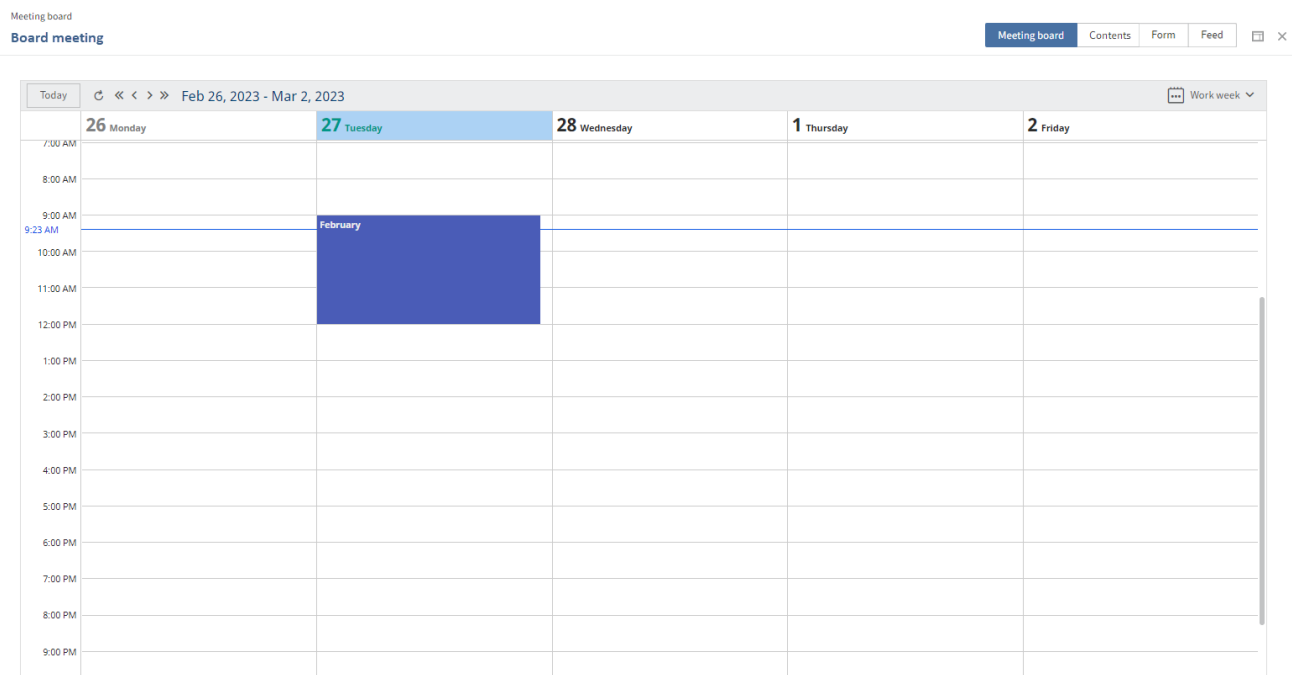 Meeting board
Board meeting
Meeting board Contents Form Feed
Today Feb 26, 2023 - Mar 2, 2023 Work week
26 Monday 27 Tuesday 28 Wednesday 1 Thursday 2 Friday
7:00 AM
8:00 AM
9:00 AM
February
9:23 AM
10:00 AM
11:00 AM
12:00 PM
1:00 PM
2:00 PM
3:00 PM
4:00 PM
5:00 PM
6:00 PM
7:00 PM
8:00 PM
9:00 PM